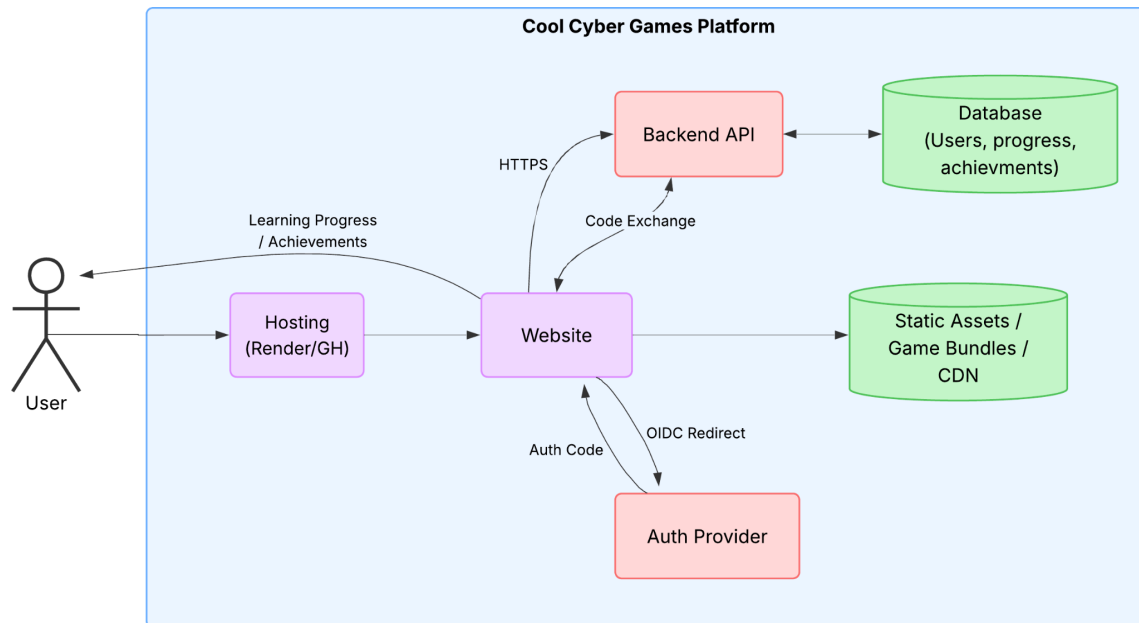 Cool Cyber Games Platform
Backend API
Database
(Users, progress,
achievments)
HTTPS
Code Exchange
Learning Progress
/ Achievements
Hosting
(Render/GH)
Website
Static Assets /
Game Bundles /
CDN
User
OIDC Redirect
Auth Code
Auth Provider